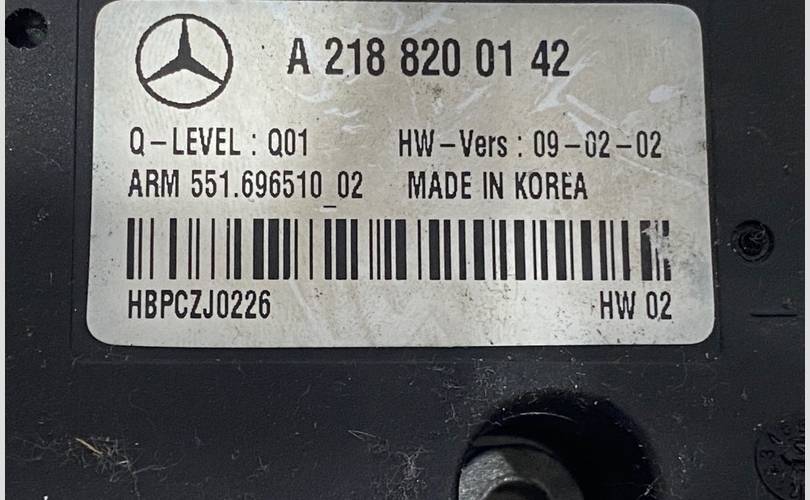 A 218 820 01 42
Q-LEVEL : Q01 HW-Vers : 09-02-02
ARM 551.696510_02 MADE IN KOREA
HBPCZJ0226 HW 02